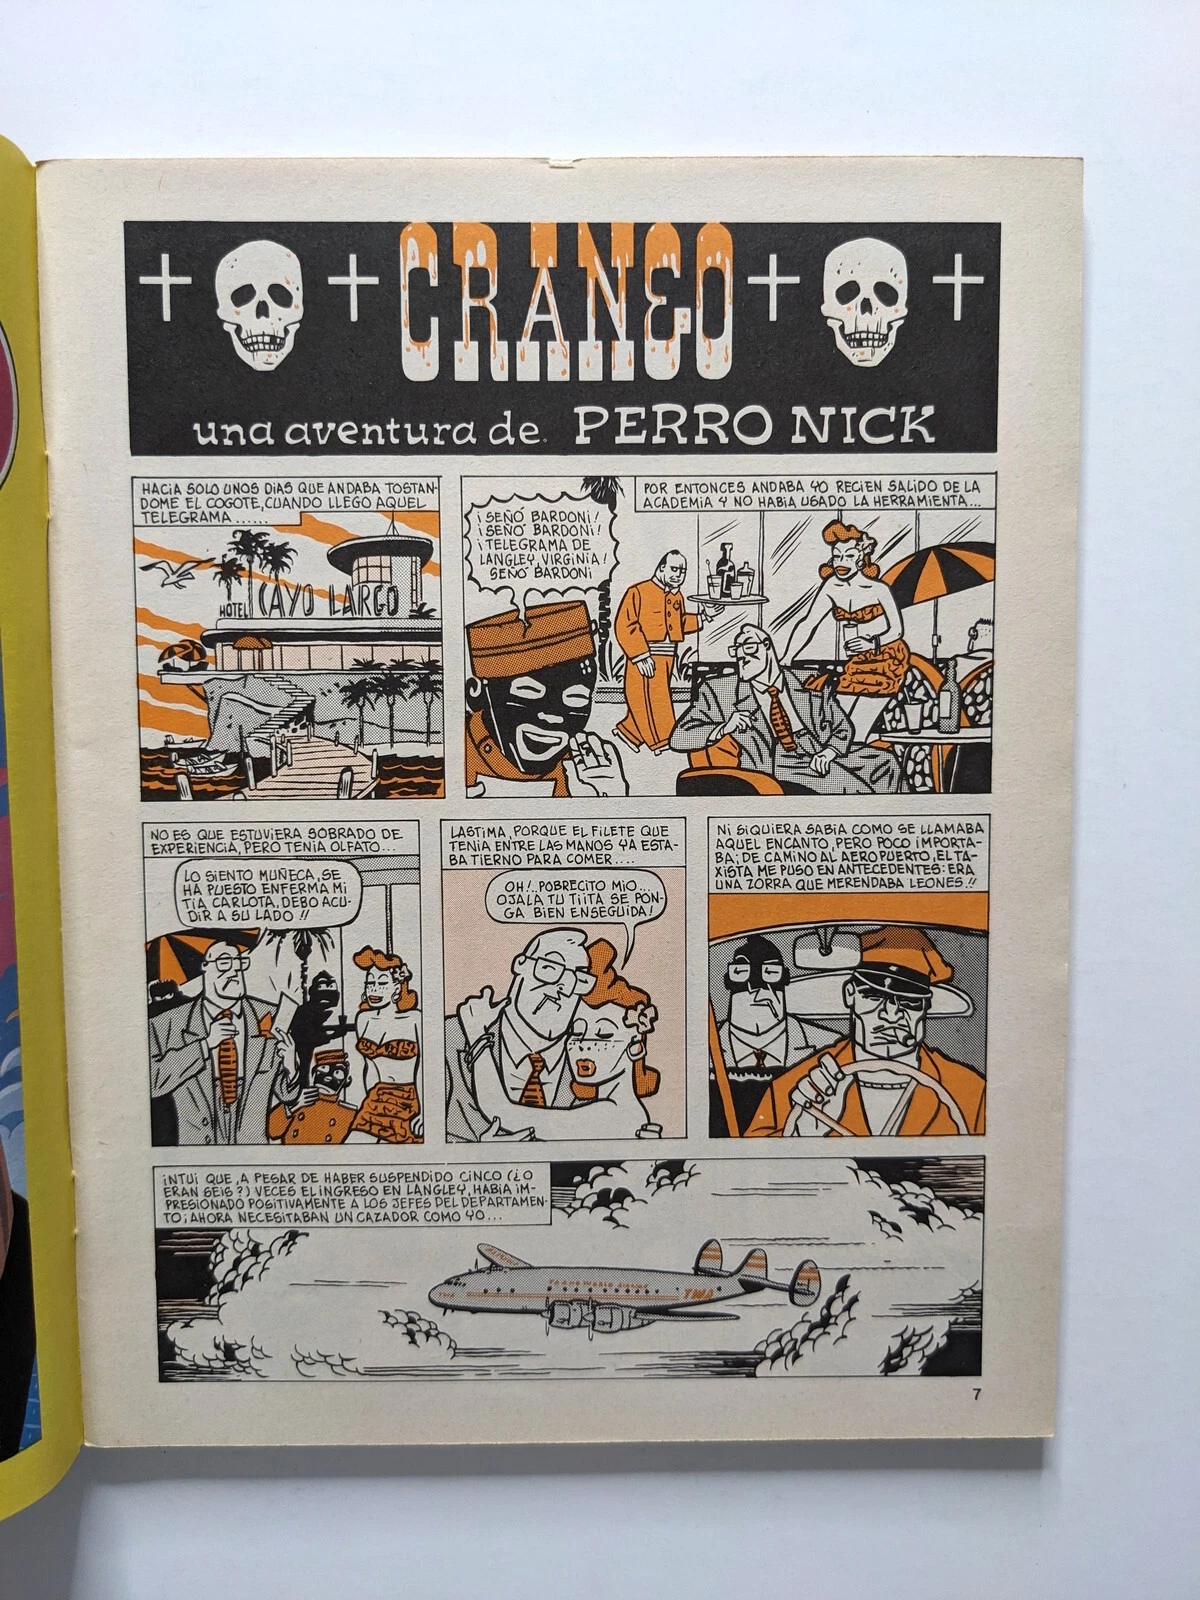 CRANEO
una aventura de PERRO NICK
HACIA SOLO UNOS DIAS QUE ANDABA TOSTAN-
DOME EL COGOTE, CUANDO LLEGO AQUEL
TELEGRAMA ......
HOTEL CAYO LARGO
¡SEÑÓ BARDONI!
¡SEÑÓ BARDONI!
¡TELEGRAMA DE
LANGLEY, VIRGINIA!
SEÑÓ BARDONI
POR ENTONCES ANDABA YO RECIEN SALIDO DE LA
ACADEMIA Y NO HABIA USADO LA HERRAMIENTA...
NO ES QUE ESTUVIERA SOBRADO DE
EXPERIENCIA, PERO TENIA OLFATO...
LO SIENTO MUÑECA, SE
HA PUESTO ENFERMA MI
TIA CARLOTA, DEBO ACU-
DIR A SU LADO !!
LASTIMA, PORQUE EL FILETE QUE
TENIA ENTRE LAS MANOS YA ESTA-
BA TIERNO PARA COMER....
OH!..POBRECITO MIO...
OJALA TU TIITA SE PON-
GA BIEN ENSEGUIDA!
NI SIQUIERA SABIA COMO SE LLAMABA
AQUEL ENCANTO, PERO POCO IMPORTA-
BA; DE CAMINO AL AEROPUERTO, EL TA-
XISTA ME PUSO EN ANTECEDENTES: ERA
UNA ZORRA QUE MERENDABA LEONES.!!
INTUI QUE, A PESAR DE HABER SUSPENDIDO CINCO (¿O
ERAN SEIS?) VECES EL INGRESO EN LANGLEY, HABIA IM-
PRESIONADO POSITIVAMENTE A LOS JEFES DEL DEPARTAMEN-
TO; AHORA NECESITABAN UN CAZADOR COMO YO...
TRANS WORLD AIRLINE
TWA
TWA
7